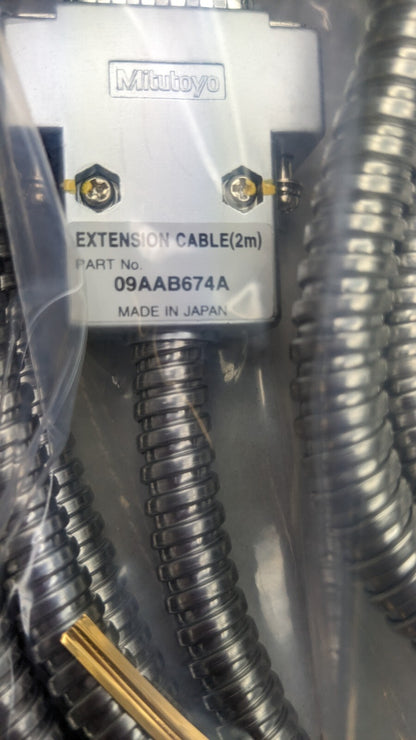 Mitutoyo
EXTENSION CABLE(2m)
PART No.
09AAB674A
MADE IN JAPAN